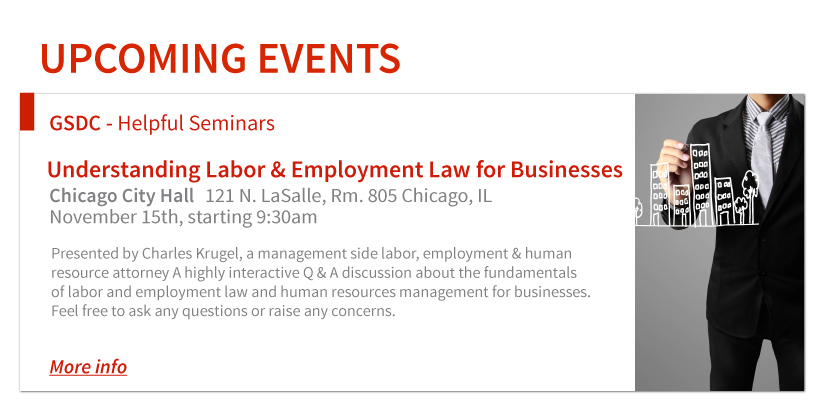 UPCOMING EVENTS
GSDC - Helpful Seminars
Understanding Labor & Employment Law for Businesses
Chicago City Hall 121 N. LaSalle, Rm. 805 Chicago, IL
November 15th, starting 9:30am
Presented by Charles Krugel, a management side labor, employment & human
resource attorney A highly interactive Q & A discussion about the fundamentals
of labor and employment law and human resources management for businesses.
Feel free to ask any questions or raise any concerns.
More info